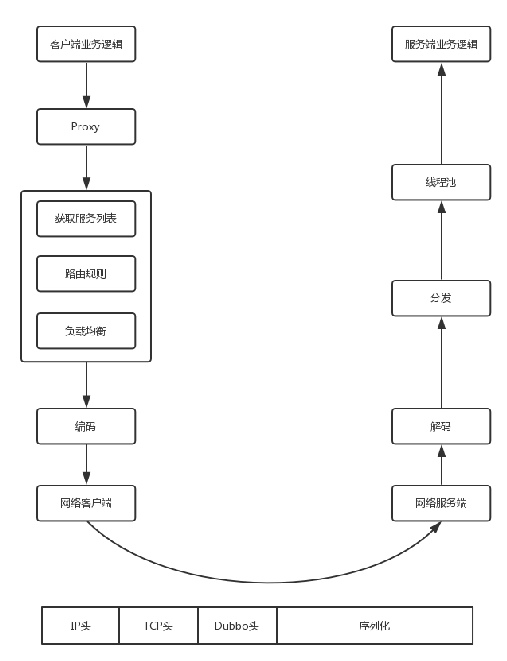 客户端业务逻辑
Proxy
获取服务列表
路由规则
负载均衡
编码
网络客户端
服务端业务逻辑
线程池
分发
解码
网络服务端
IP头
TCP头
Dubbo头
序列化